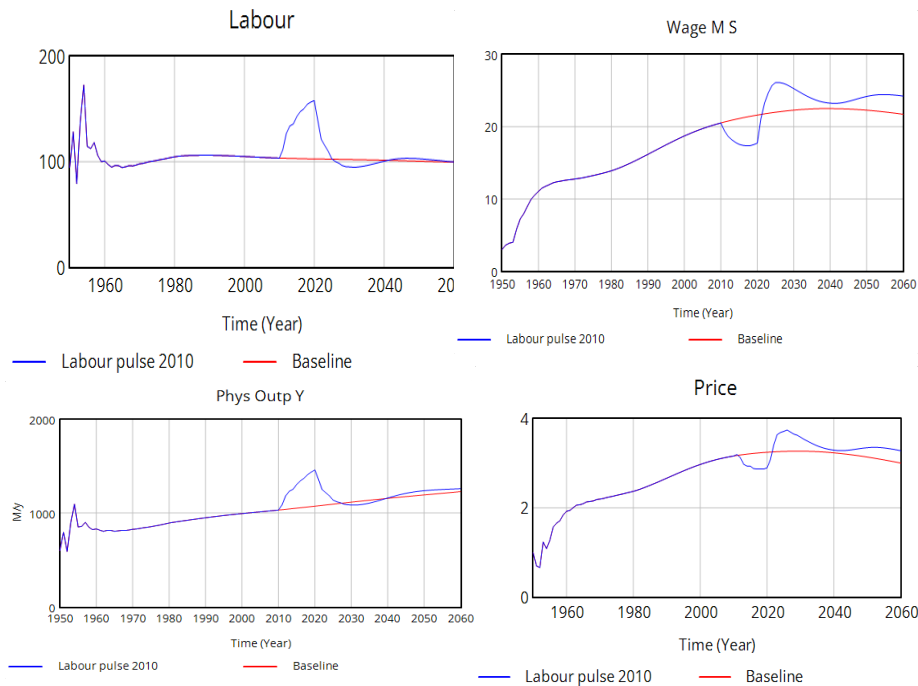 Labour
200
100
0
1960 1980 2000 2020 2040 20
Time (Year)
Labour pulse 2010 Baseline
Wage M S
30
20
10
0
1950 1960 1970 1980 1990 2000 2010 2020 2030 2040 2050 2060
Time (Year)
Labour pulse 2010 Baseline
Phys Outp Y
2000
1000
0
M/y
1950 1960 1970 1980 1990 2000 2010 2020 2030 2040 2050 2060
Time (Year)
Labour pulse 2010 Baseline
Price
4
2
0
1960 1980 2000 2020 2040 2060
Time (Year)
Labour pulse 2010 Baseline